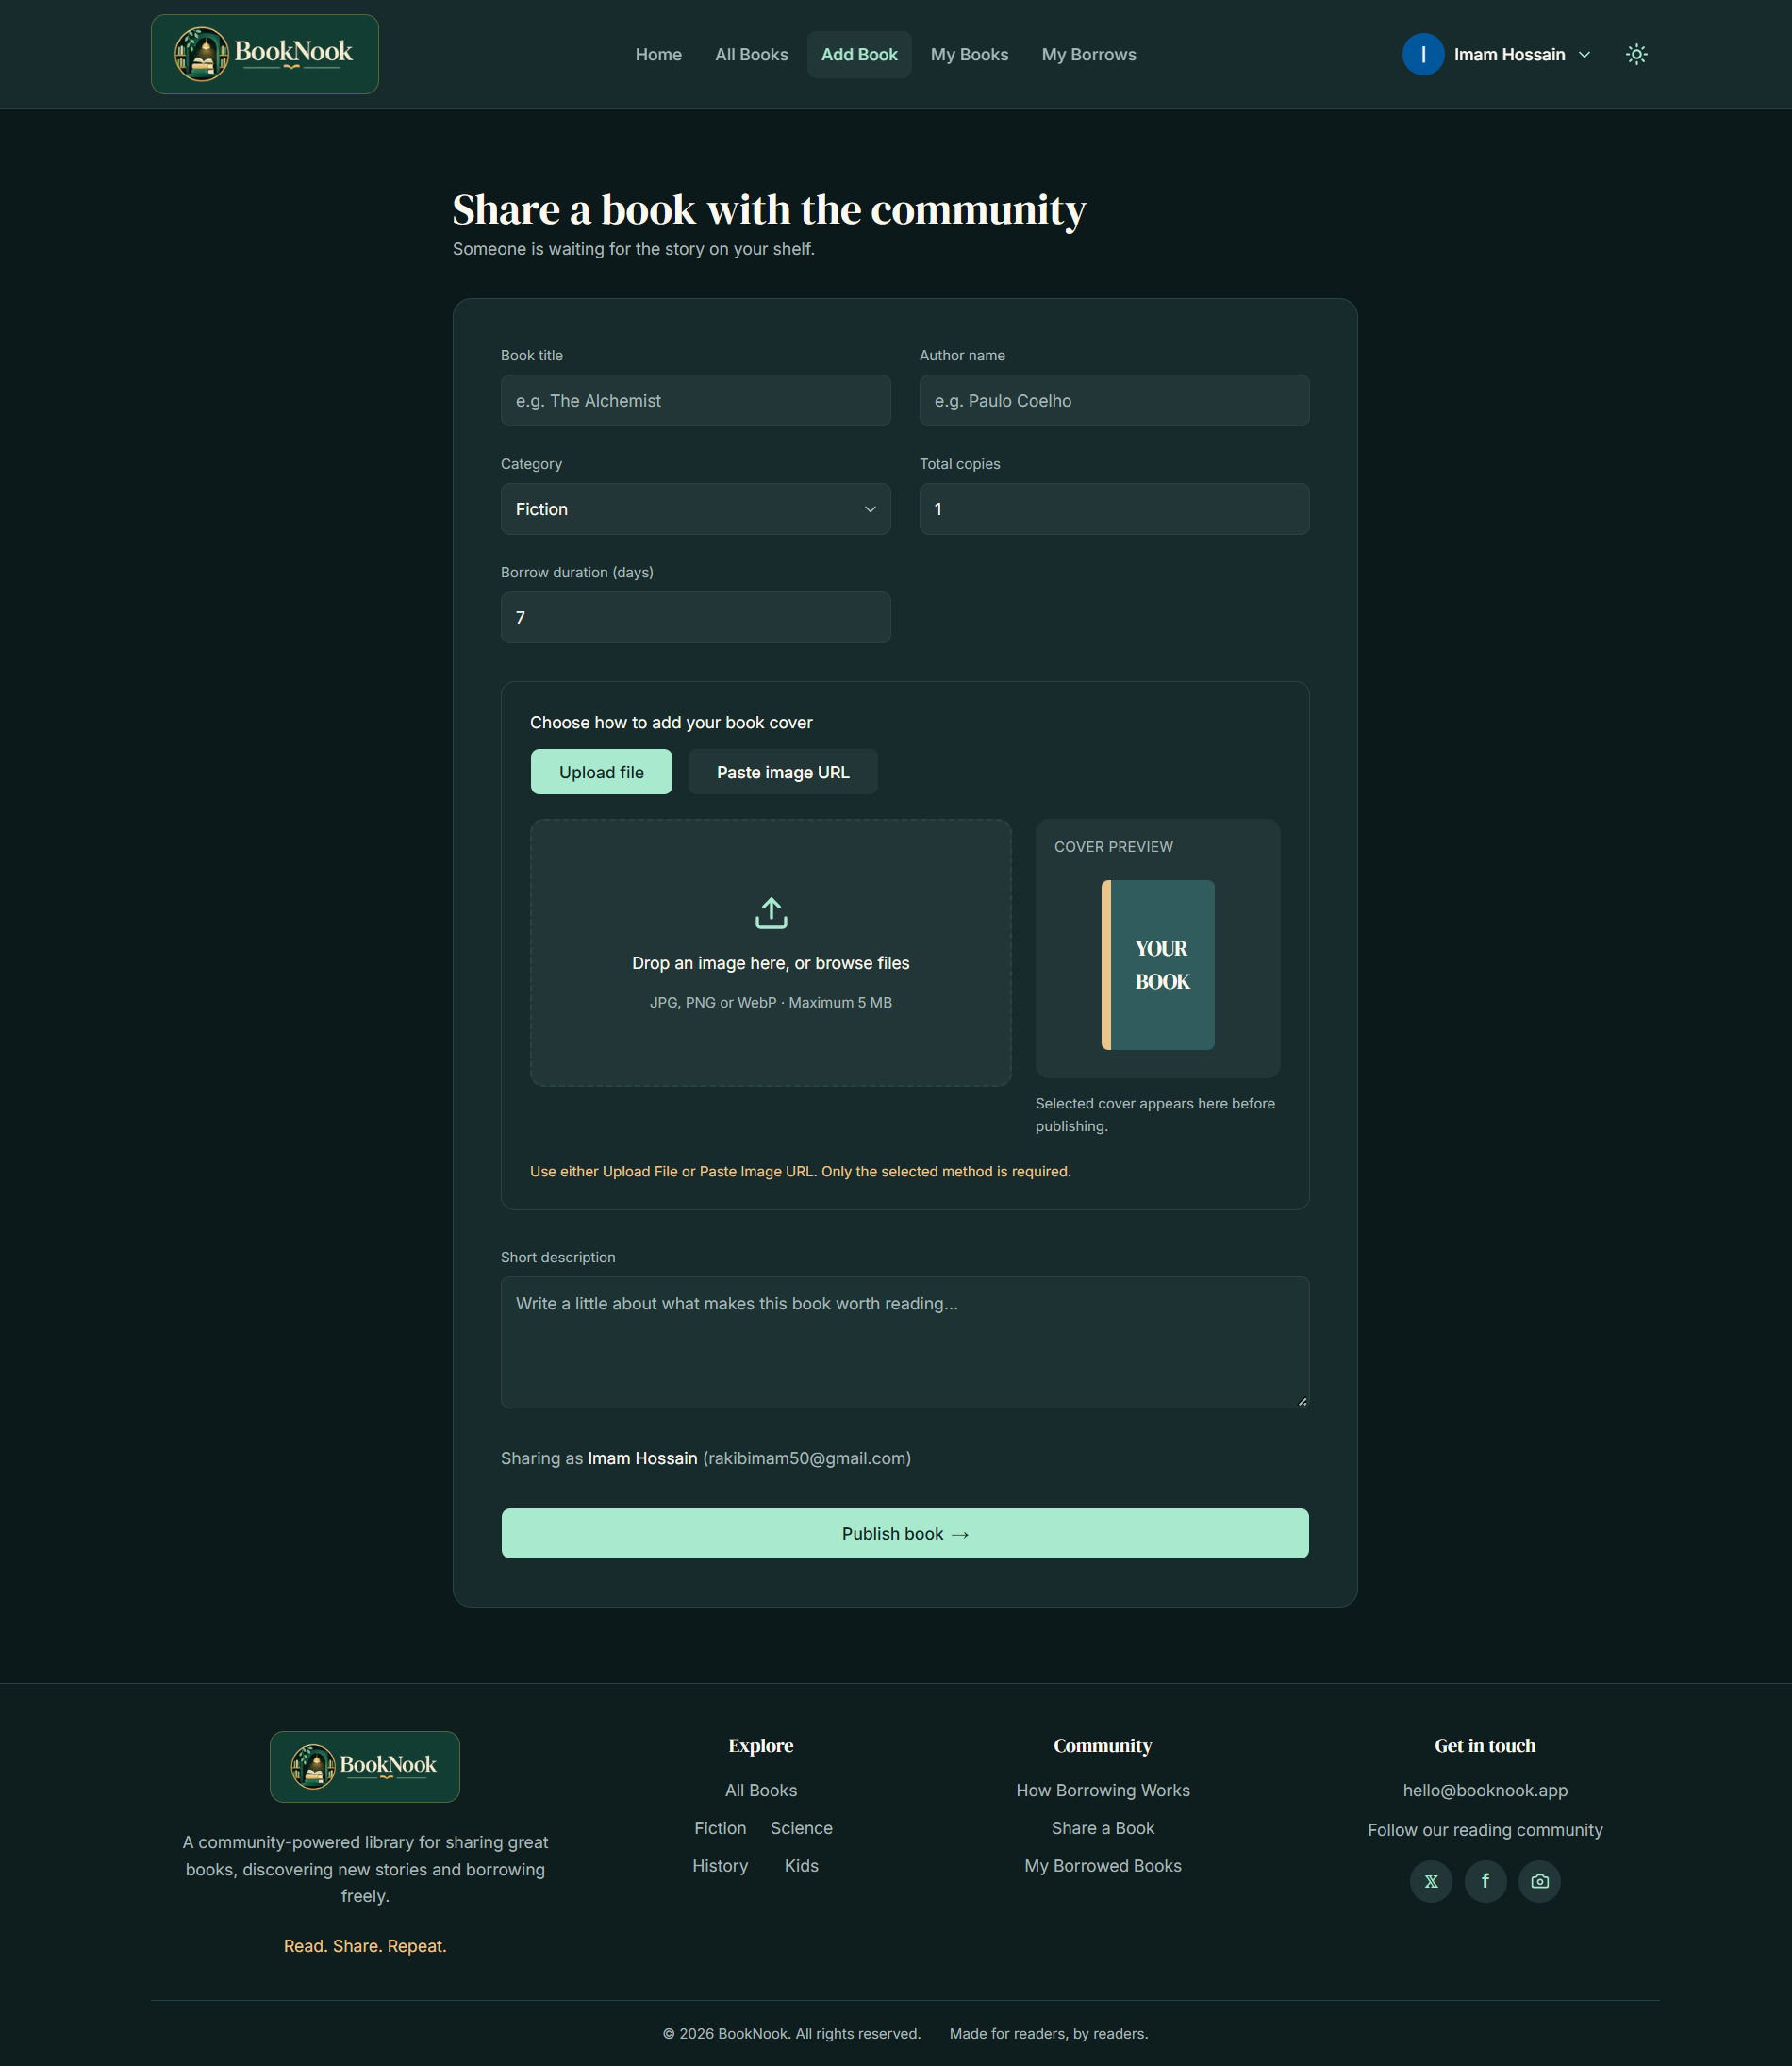 BookNook
Home
All Books
Add Book
My Books
My Borrows
I
Imam Hossain
Share a book with the community
Someone is waiting for the story on your shelf.
Book title
Author name
e.g. The Alchemist
e.g. Paulo Coelho
Category
Total copies
Fiction
1
Borrow duration (days)
7
Choose how to add your book cover
Upload file
Paste image URL
COVER PREVIEW
YOUR
BOOK
Drop an image here, or browse files
JPG, PNG or WebP · Maximum 5 MB
Selected cover appears here before
publishing.
Use either Upload File or Paste Image URL. Only the selected method is required.
Short description
Write a little about what makes this book worth reading...
Sharing as Imam Hossain (rakibimam50@gmail.com)
Publish book →
BookNook
A community-powered library for sharing great
books, discovering new stories and borrowing
freely.
Read. Share. Repeat.
Explore
All Books
Fiction
Science
History
Kids
Community
How Borrowing Works
Share a Book
My Borrowed Books
Get in touch
hello@booknook.app
Follow our reading community
𝕏
f
© 2026 BookNook. All rights reserved.
Made for readers, by readers.